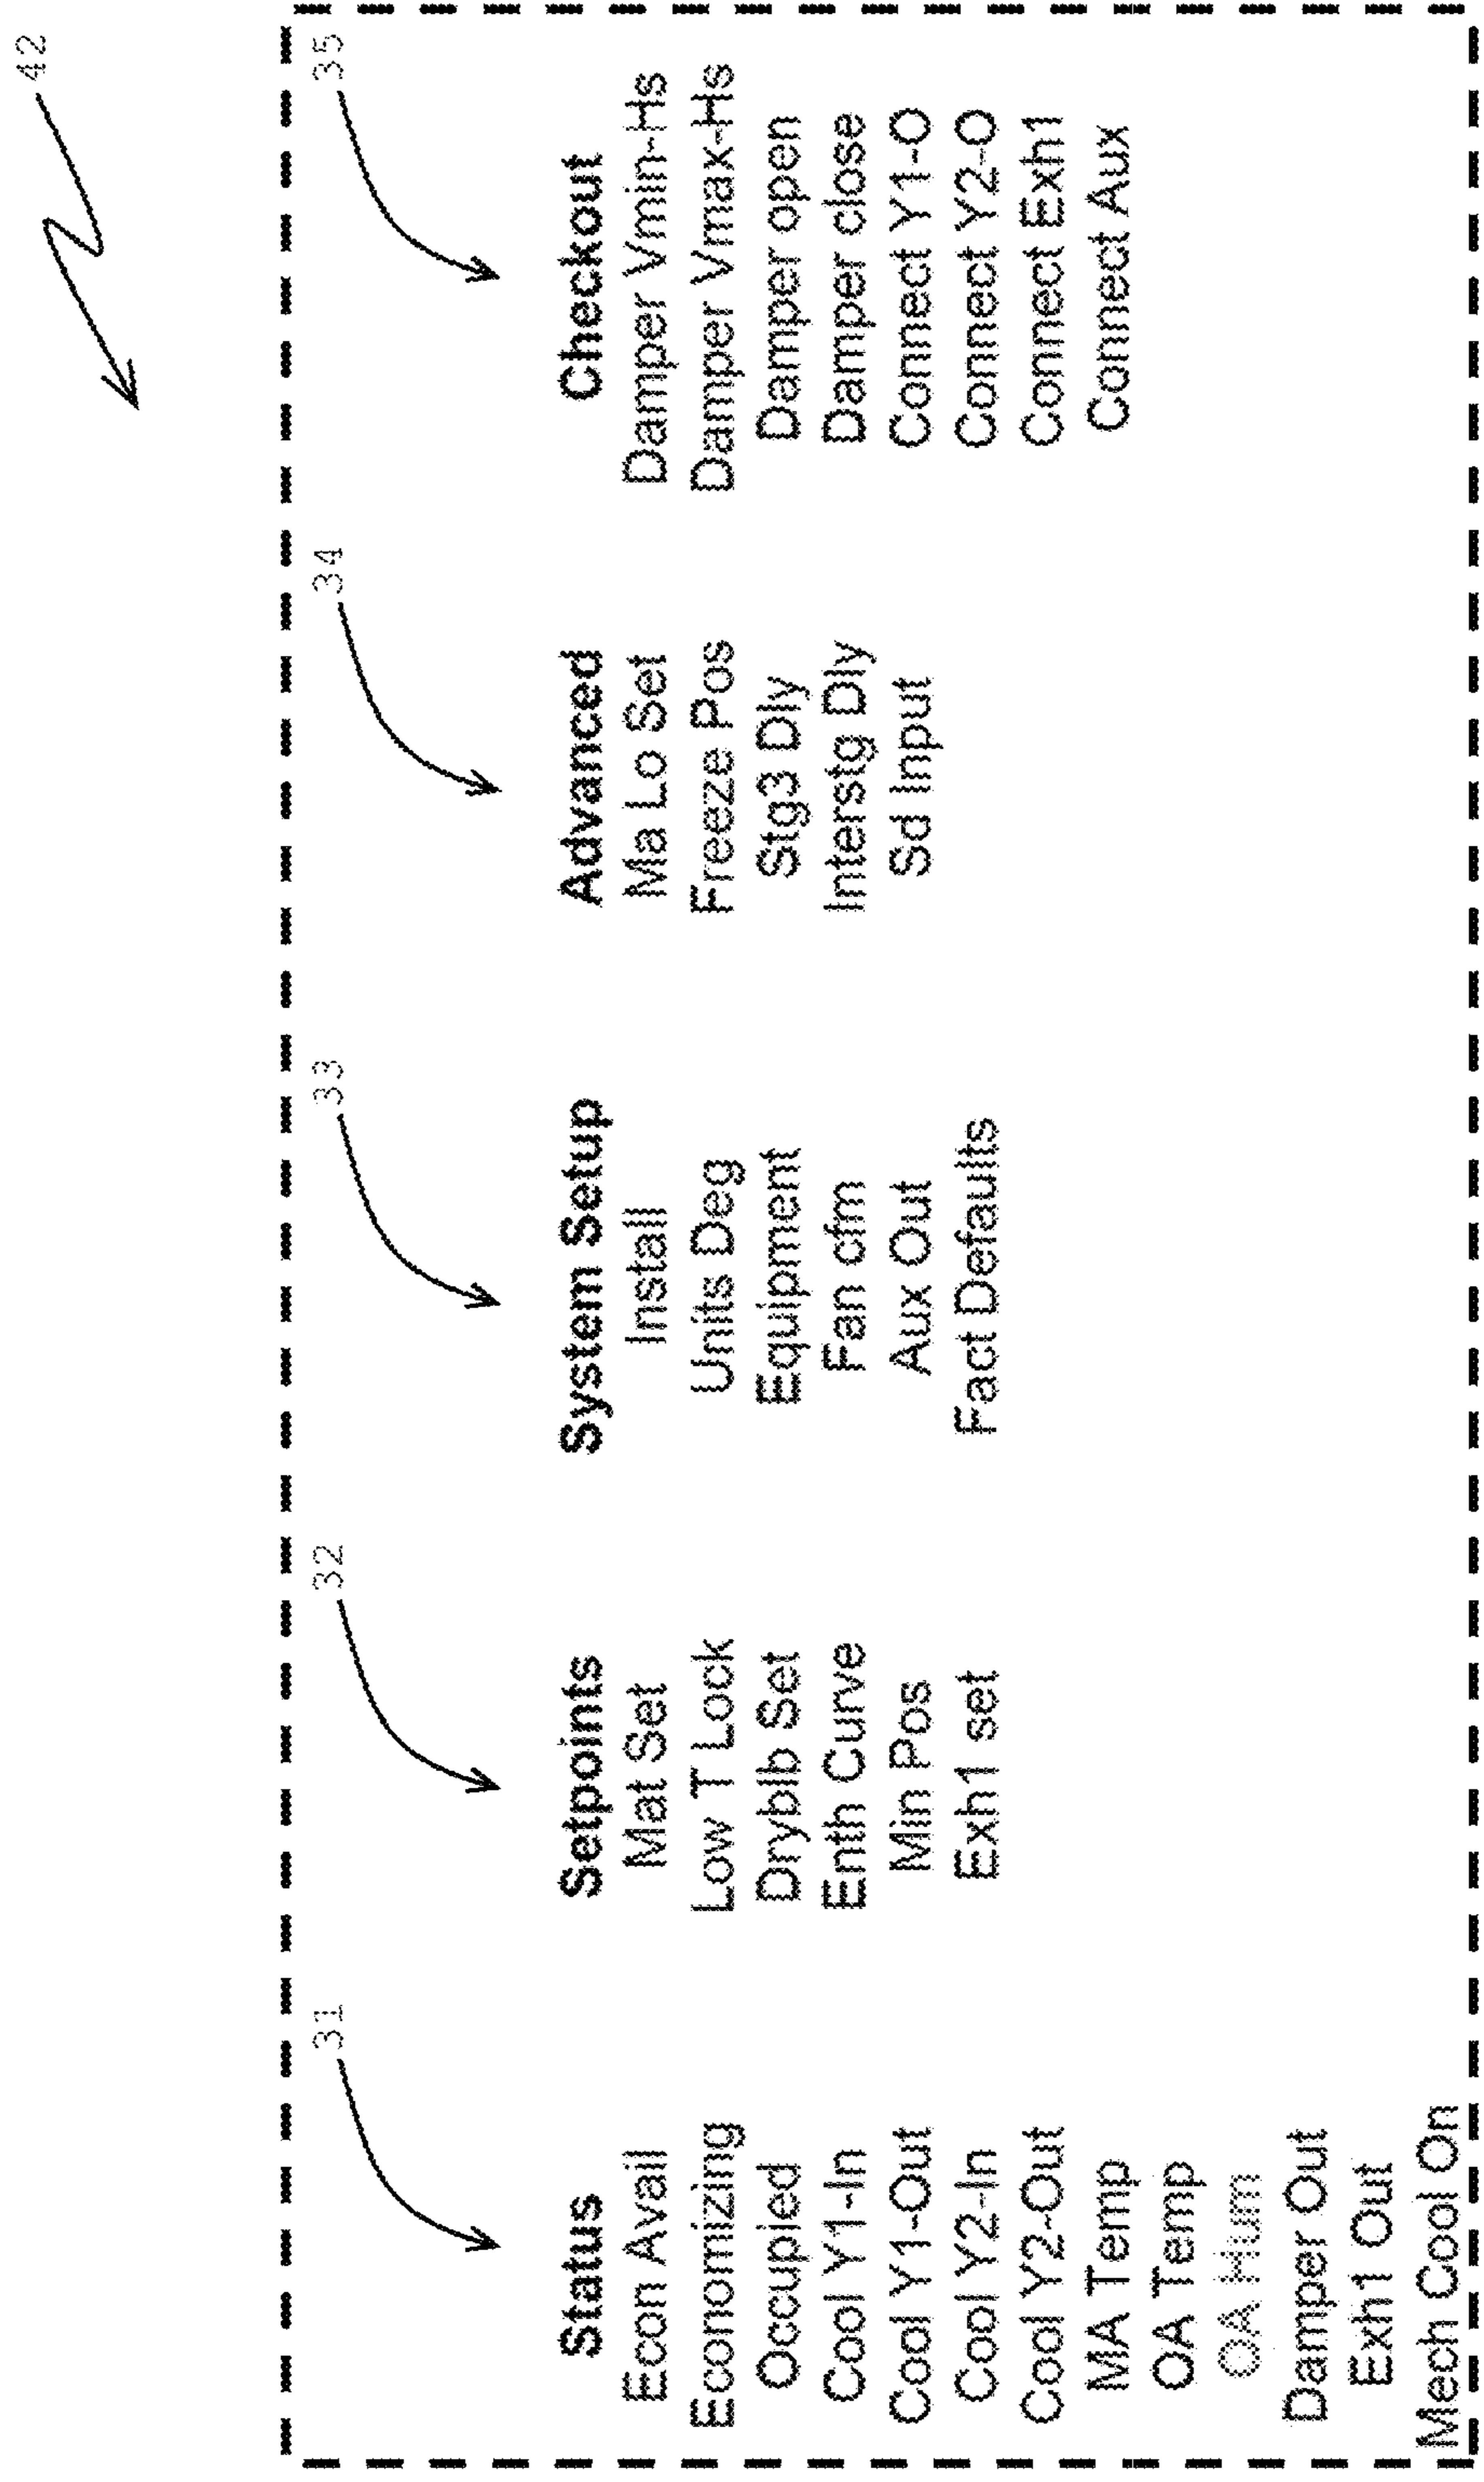 42
31
Status
Econ Avail
Economizing
Occupied
Cool Y1-In
Cool Y1-Out
Cool Y2-In
Cool Y2-Out
MA Temp
OA Temp
OA Hum
Damper Out
Exh1 Out
Mech Cool On
32
Setpoints
Mat Set
Low T Lock
Dryblb Set
Enth Curve
Min Pos
Exh1 set
33
System Setup
Install
Units Deg
Equipment
Fan cfm
Aux Out
Fact Defaults
34
Advanced
Ma Lo Set
Freeze Pos
Stg3 Dly
Interstg Dly
Sd Input
35
Checkout
Damper Vmin-Hs
Damper Vmax-Hs
Damper open
Damper close
Connect Y1-O
Connect Y2-O
Connect Exh1
Connect Aux